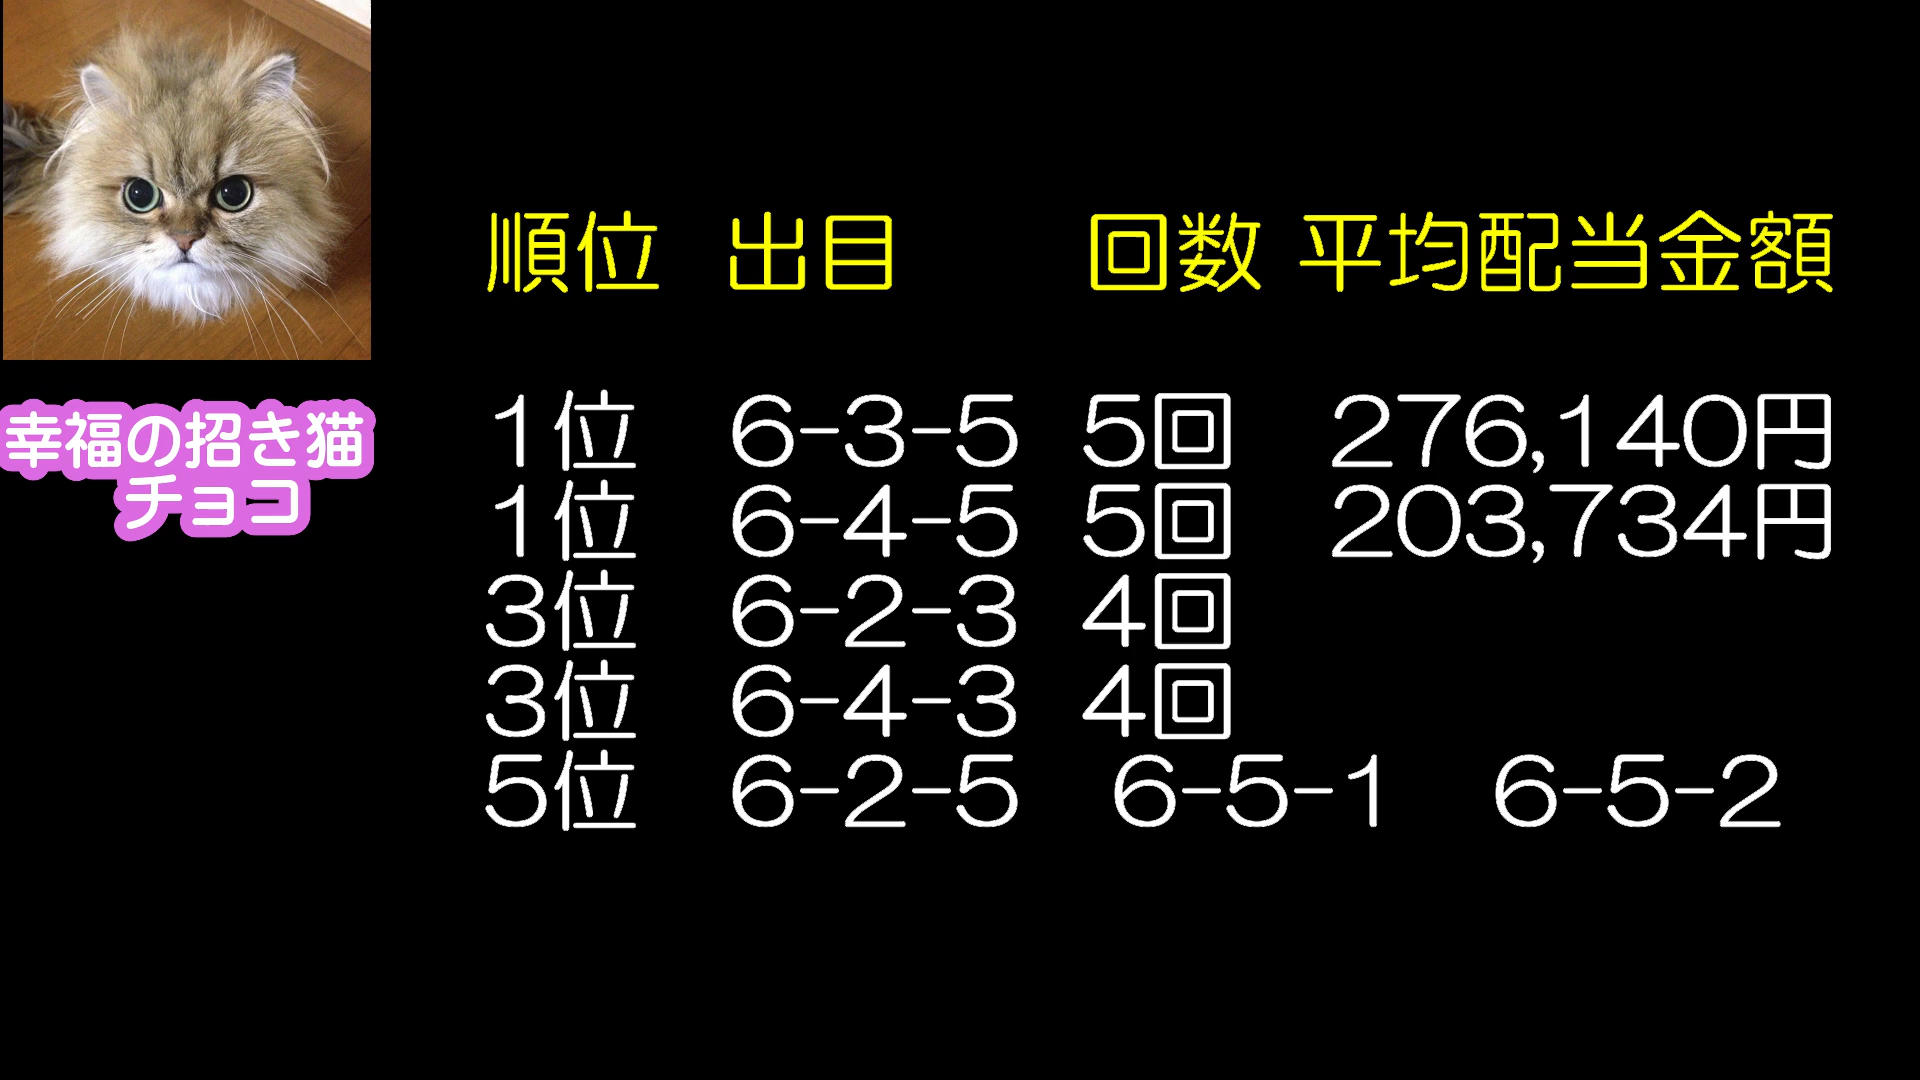 幸福の招き猫
チョコ
順位 出目 回数 平均配当金額
1位 6-3-5 5回 276,140円
1位 6-4-5 5回 203,734円
3位 6-2-3 4回
3位 6-4-3 4回
5位 6-2-5 6-5-1 6-5-2